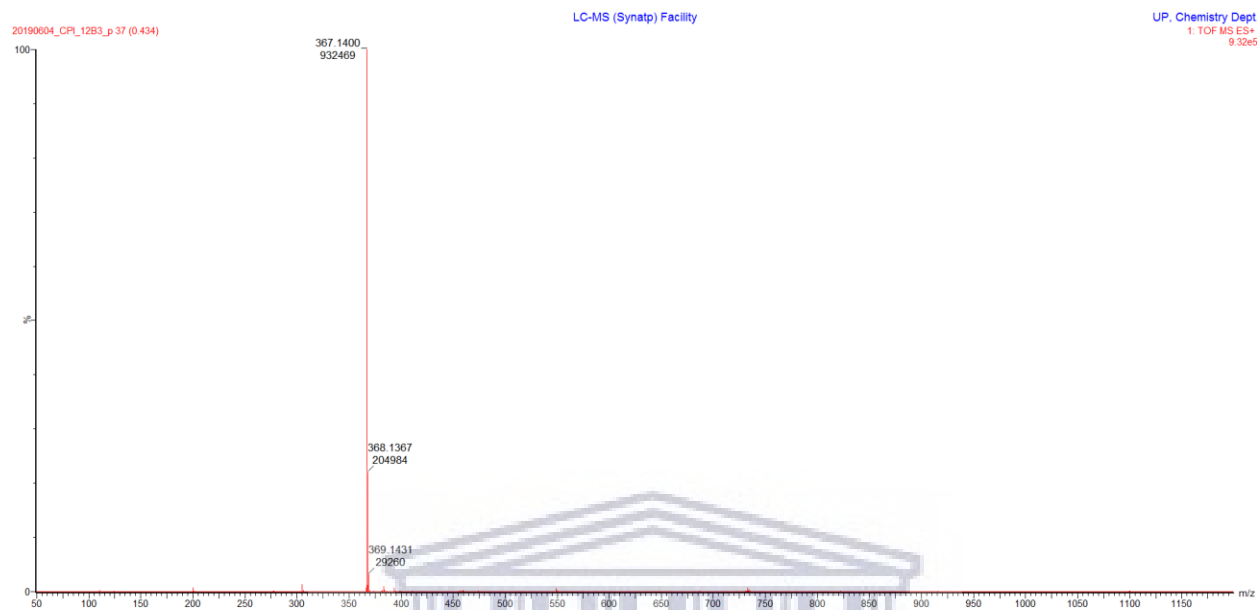 LC-MS (Synatp) Facility
UP, Chemistry Dept
20190604_CPI_12B3_p 37 (0.434)
1: TOF MS ES+
9.32e5
100
367.1400
932469
%
368.1367
204984
369.1431
29260
0
50 100 150 200 250 300 350 400 450 500 550 600 650 700 750 800 850 900 950 1000 1050 1100 1150 m/z